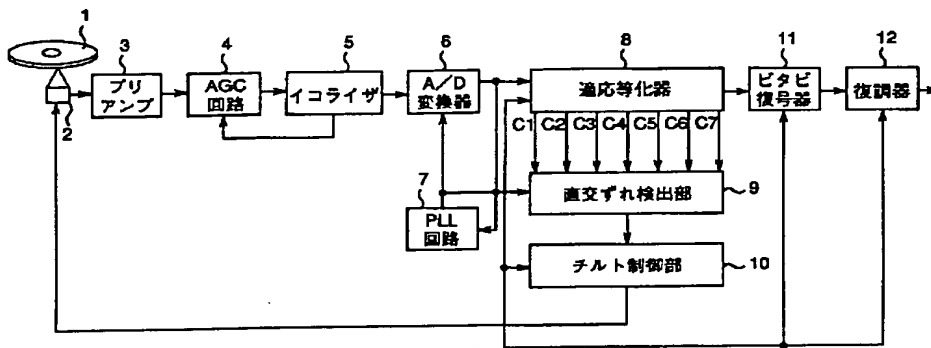 1
2
3
プリ
アンプ
4
AGC
回路
5
イコライザ
6
A／D
変換器
7
PLL
回路
8
適応等化器
C1 C2 C3 C4 C5 C6 C7
9
直交ずれ検出部
10
チルト制御部
11
ビタビ
復号器
12
復調器